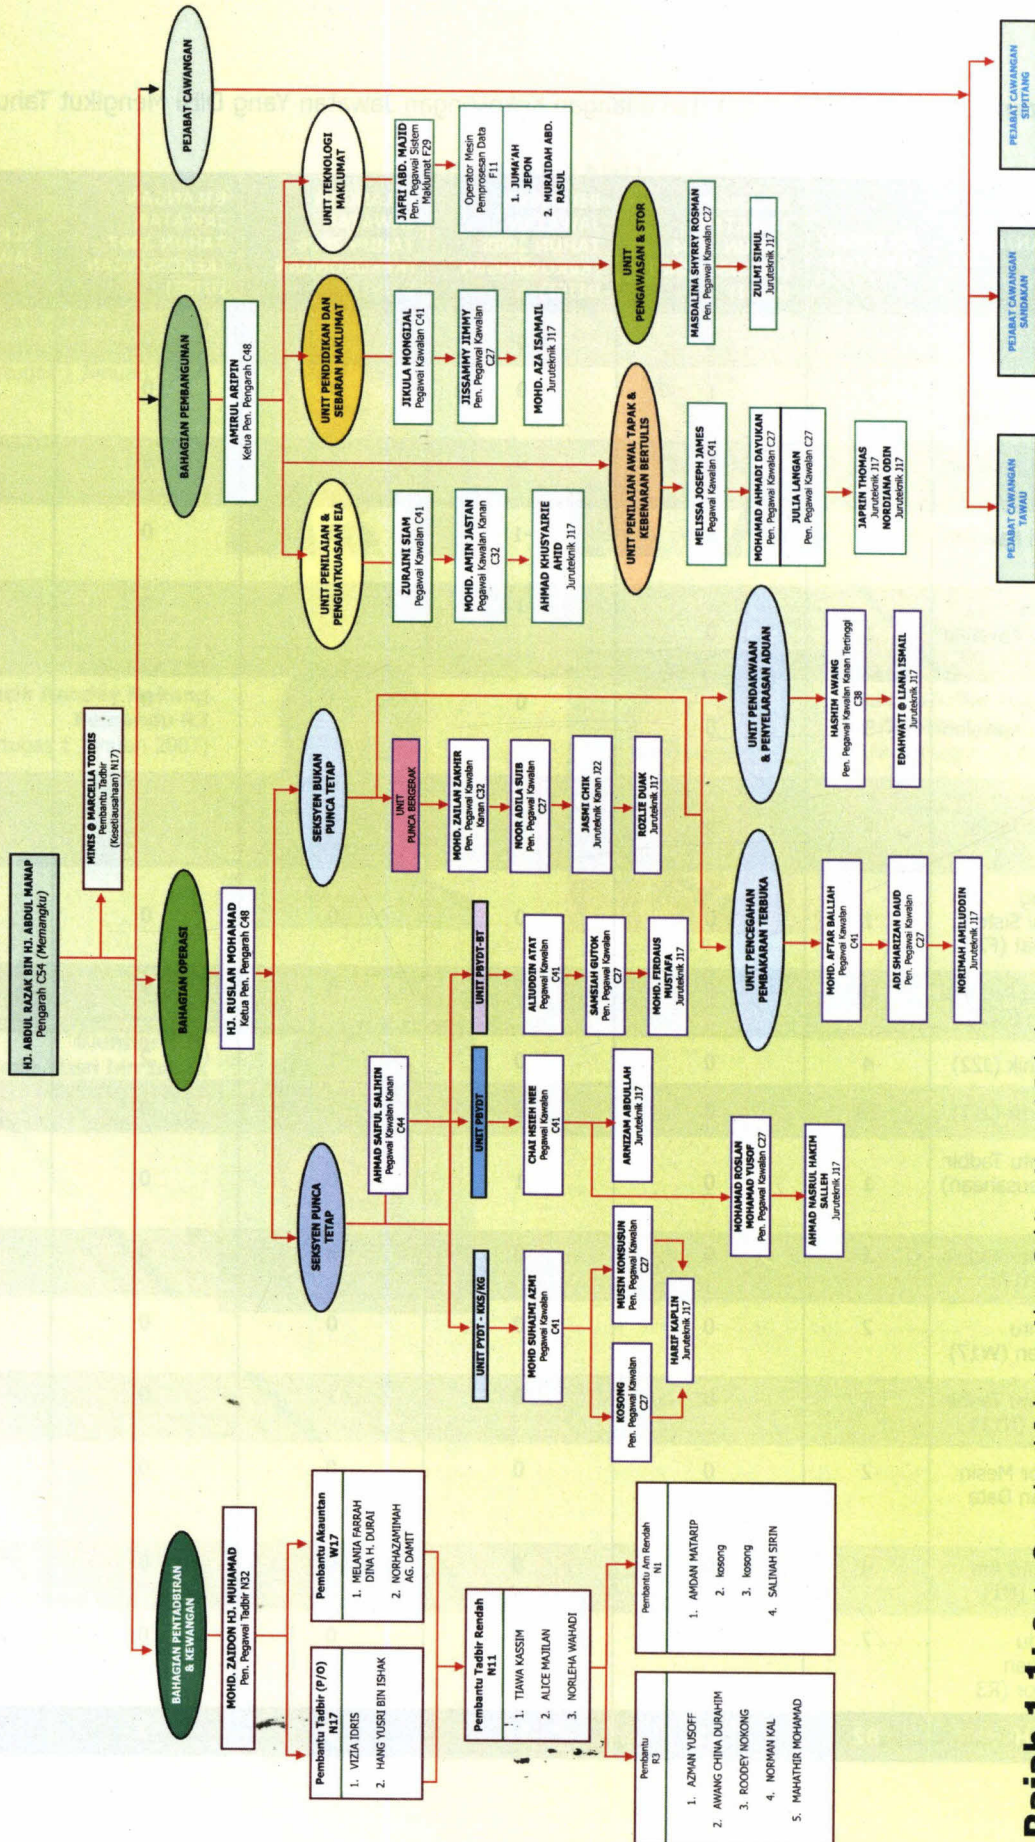 HJ. ABDUL RAZAK BIN HJ. ABDUL MANAP
Pengarah C54 (Memangku)
MINIS @ MARCELLA TOIDIS
Pembantu Tadbir
(Kesetiausahaan) N17
BAHAGIAN PENTADBIRAN
& KEWANGAN
BAHAGIAN OPERASI
BAHAGIAN PEMBANGUNAN
PEJABAT CAWANGAN
MOHD. ZAIDON HJ. MUHAMAD
Pen. Pegawai Tadbir N32
HJ. RUSLAN MOHAMAD
Ketua Pen. Pengarah C48
AMIRUL ARIPIN
Ketua Pen. Pengarah C48
Pembantu Tadbir (P/O)
N17
1. VIZIA IDRIS
2. HANG YUSRI BIN ISHAK
Pembantu Akauntan
W17
1. MELANIA FARRAH
DINA H. DURAI
2. NORHAZAMIMAH
AG. DAMIT
Pembantu Tadbir Rendah
N11
1. TIAWA KASSIM
2. ALICE MAJILAN
3. NORLEHA WAHADI
Pembantu
R3
1. AZMAN YUSOFF
2. AWANG CHINA DURAHIM
3. ROODEY NOKONG
4. NORMAN KAL
5. MAHATHIR MOHAMAD
Pembantu Am Rendah
N1
1. AMDAN MATARIP
2. kosong
3. kosong
4. SALINAH SIRIN
SEKSYEN PUNCA
TETAP
AHMAD SAIFUL SALIHIN
Pegawai Kawalan Kanan
C44
UNIT PYDT - KKS/KG
MOHD SUHAIMI AZMI
Pegawai Kawalan
C41
KOSONG
Pen. Pegawai Kawalan
C27
MUSIN KONSUSUN
Pen. Pegawai Kawalan
C27
HARIF KAPLIN
Juruteknik J17
UNIT PBYDT
CHAI HSIEH NEE
Pegawai Kawalan
C41
ARNIZAM ABDULLAH
Juruteknik J17
MOHAMAD ROSLAN
MOHAMAD YUSOF
Pen. Pegawai Kawalan C27
AHMAD NASRUL HAKIM
SALLEH
Juruteknik J17
UNIT PBYDT-BT
ALIUDDIN ATAT
Pegawai Kawalan
C41
SAMSIAH GUTOK
Pen. Pegawai Kawalan
C27
MOHD. FIRDAUS
MUSTAFA
Juruteknik J17
SEKSYEN BUKAN
PUNCA TETAP
UNIT
PUNCA BERGERAK
MOHD. ZAILAN ZAKHIR
Pen. Pegawai Kawalan
Kanan C32
NOOR ADILA SUIB
Pen. Pegawai Kawalan
C27
JASMI CHIK
Juruteknik Kanan J22
ROZLIE DUAK
Juruteknik J17
UNIT PENCEGAHAN
PEMBAKARAN TERBUKA
MOHD. AFTAR BALLIAH
Pegawai Kawalan
C41
ADI SHARIZAN DAUD
Pen. Pegawai Kawalan
C27
NORIMAH AMILUDDIN
Juruteknik J17
UNIT PENDAKWAAN
& PENYELARASAN ADUAN
HASHIM AWANG
Pen. Pegawai Kawalan Kanan Tertinggi
C38
EDAHWATI @ LIANA ISMAIL
Juruteknik J17
UNIT PENILAIAN &
PENGUATKUASAAN EIA
ZURAINI SIAM
Pegawai Kawalan C41
MOHD. AMIN JASTAN
Pegawai Kawalan Kanan
C32
AHMAD KHUSYAIRIE
AHID
Juruteknik J17
UNIT PENDIDIKAN DAN
SEBARAN MAKLUMAT
JIKULA MONGIJAL
Pegawai Kawalan C41
JISSAMMY JIMMY
Pen. Pegawai Kawalan
C27
MOHD. AZA ISAMAIL
Juruteknik J17
UNIT TEKNOLOGI
MAKLUMAT
JAFRI ABD. MAJID
Pen. Pegawai Sistem
Maklumat F29
Operator Mesin
Pemprosesan Data
F11
1. JUMA'AH
JEPON
2. MURAIDAH ABD.
RASUL
UNIT PENILAIAN AWAL TAPAK &
KEBENARAN BERTULIS
MELISSA JOSEPH JAMES
Pegawai Kawalan C41
MOHAMAD AHMADI DAYUKAN
Pen. Pegawai Kawalan C27
JULIA LANGAN
Pen. Pegawai Kawalan C27
JAPRIN THOMAS
Juruteknik J17
NORDIANA ODIN
Juruteknik J17
UNIT
PENGAWASAN & STOR
MASDALINA SHYRRY ROSMAN
Pen. Pegawai Kawalan C27
ZULMI SIMUL
Juruteknik J17
PEJABAT CAWANGAN
TAWAU
PEJABAT CAWANGAN
SANDAKAN
PEJABAT CAWANGAN
SIPITANG